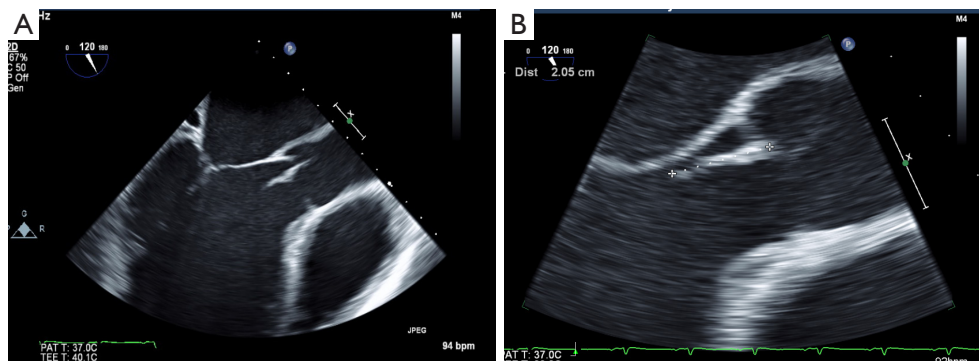 A
Hz
M4
2D
67%
C 50
P Off
Gen
0 120 180
P
G
R
JPEG
PAT T: 37.0C
TEE T: 40.1C
94 bpm
B
M4
0 120 180
P
Dist 2.05 cm
PAT T: 37.0C